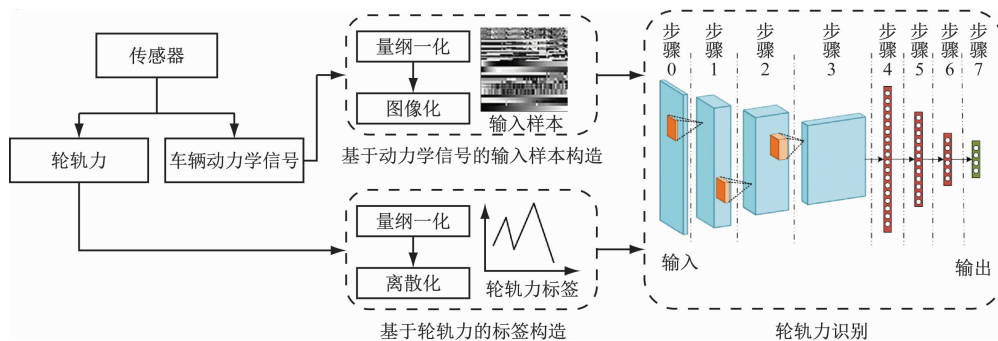 传感器
轮轨力
车辆动力学信号
量纲一化
图像化
输入样本
基于动力学信号的输入样本构造
量纲一化
离散化
轮轨力标签
基于轮轨力的标签构造
步骤0
步骤1
步骤2
步骤3
步骤4
步骤5
步骤6
步骤7
输入
输出
轮轨力识别